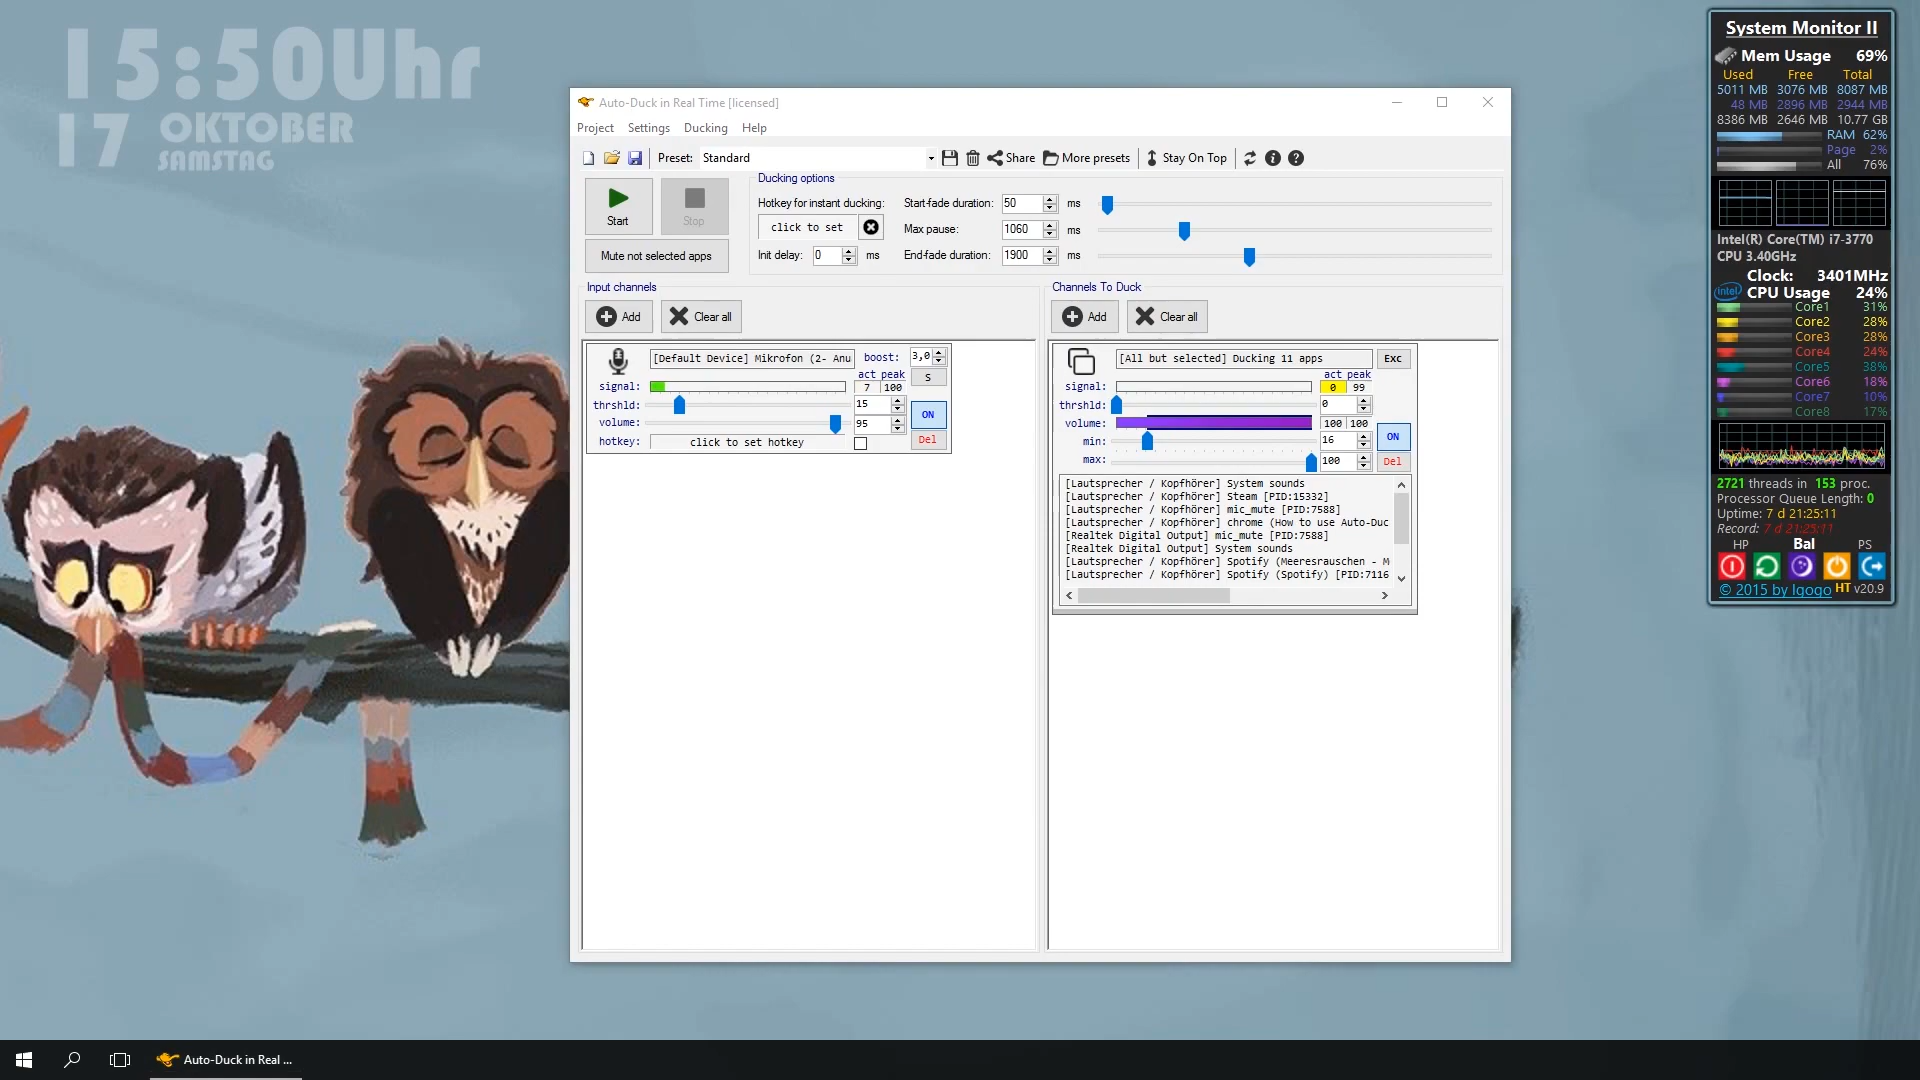 15:50Uhr
17 OKTOBER
SAMSTAG
Auto-Duck in Real Time [licensed]
Project Settings Ducking Help
Preset: Standard Share More presets Stay On Top
Start Stop
Mute not selected apps
Ducking options
Hotkey for instant ducking: Start-fade duration: 50 ms
click to set Max pause: 1060 ms
Init delay: 0 ms End-fade duration: 1900 ms
Input channels
Add Clear all
[Default Device] Mikrofon (2- Anu boost: 3,0
act peak S
signal: 7 100
thrshld: 15
volume: 95 ON
hotkey: click to set hotkey Del
Channels To Duck
Add Clear all
[All but selected] Ducking 11 apps Exc
act peak
signal: 0 99
thrshld: 0
volume: 100 100
min: 16 ON
max: 100 Del
[Lautsprecher / Kopfhörer] System sounds
[Lautsprecher / Kopfhörer] Steam [PID:15332]
[Lautsprecher / Kopfhörer] mic_mute [PID:7588]
[Lautsprecher / Kopfhörer] chrome (How to use Auto-Duc
[Realtek Digital Output] mic_mute [PID:7588]
[Realtek Digital Output] System sounds
[Lautsprecher / Kopfhörer] Spotify (Meeresrauschen - M
[Lautsprecher / Kopfhörer] Spotify (Spotify) [PID:7116
System Monitor II
Mem Usage 69%
Used Free Total
5011 MB 3076 MB 8087 MB
48 MB 2896 MB 2944 MB
8386 MB 2646 MB 10.77 GB
RAM 62%
Page 2%
All 76%
Intel(R) Core(TM) i7-3770
CPU 3.40GHz
Clock: 3401MHz
intel CPU Usage 24%
Core1 31%
Core2 28%
Core3 28%
Core4 24%
Core5 38%
Core6 18%
Core7 10%
Core8 17%
2721 threads in 153 proc.
Processor Queue Length: 0
Uptime: 7 d 21:25:11
Record: 7 d 21:25:11
HP Bal PS
© 2015 by Igogo HT v20.9
Auto-Duck in Real ...